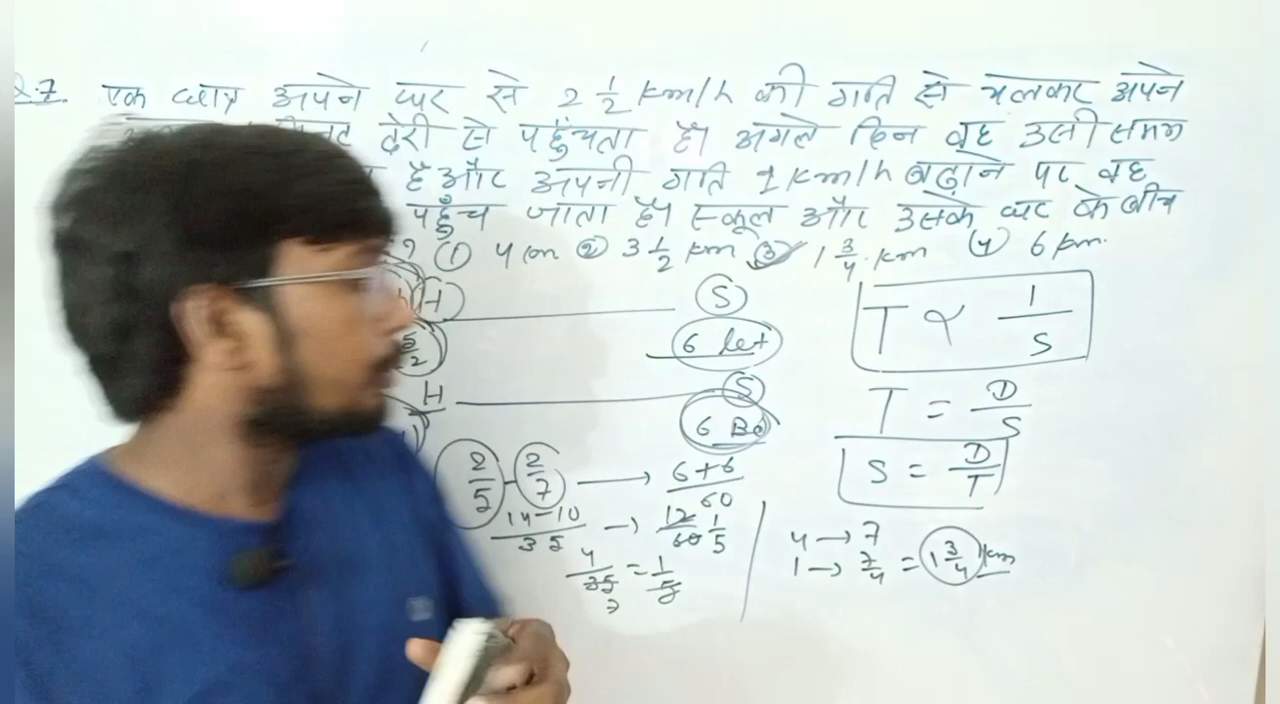 Q.7. एक छात्र अपने घर से 2 1/2 km/h की गति से चलकर अपने
देरी से पहुँचता है। अगले दिन वह उसी समय
है और अपनी गति 1 km/h बढ़ाने पर वह
पहुँच जाता है। स्कूल और उसके घर के बीच
? ① 4 km ② 3 1/2 km ③ 1 3/4 km ④ 6 km.
H S
5/2 6 let
H S
6 Be
2/5 - 2/7 → 6+6/60
14-10/35 → 12/60 1/5
4/35 = 1/5
7
T ∝ 1/S
T = D/S
S = D/T
4 → 7
1 → 7/4 = 1 3/4 km